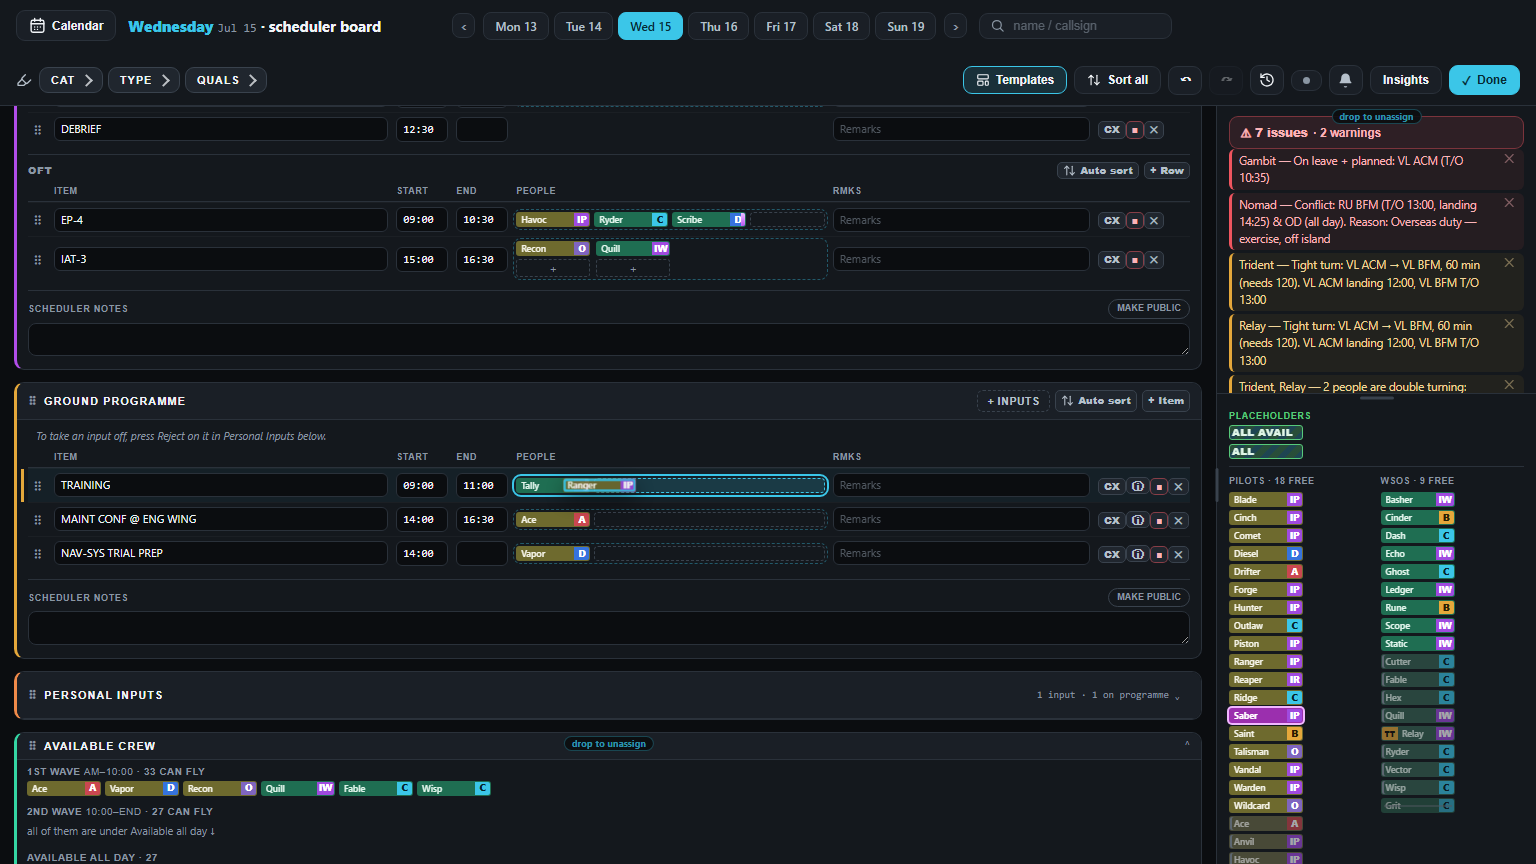 Calendar
Wednesday Jul 15 · scheduler board
‹ Mon 13 Tue 14 Wed 15 Thu 16 Fri 17 Sat 18 Sun 19 ›
name / callsign
CAT TYPE QUALS
Templates Sort all Insights ✓ Done
DEBRIEF 12:30 Remarks CX
OFT Auto sort + Row
ITEM START END PEOPLE RMKS
EP-4 09:00 10:30 Havoc IP Ryder C Scribe D Remarks CX
IAT-3 15:00 16:30 Recon O Quill IW Remarks CX
+ +
SCHEDULER NOTES MAKE PUBLIC
GROUND PROGRAMME + INPUTS Auto sort + Item
To take an input off, press Reject on it in Personal Inputs below.
ITEM START END PEOPLE RMKS
TRAINING 09:00 11:00 Tally Ranger IP Remarks CX
MAINT CONF @ ENG WING 14:00 16:30 Ace A Remarks CX
NAV-SYS TRIAL PREP 14:00 Vapor D Remarks CX
SCHEDULER NOTES MAKE PUBLIC
PERSONAL INPUTS 1 input · 1 on programme
AVAILABLE CREW drop to unassign
1ST WAVE AM–10:00 · 33 CAN FLY
Ace A Vapor D Recon O Quill IW Fable C Wisp C
2ND WAVE 10:00–END · 27 CAN FLY
all of them are under Available all day ↓
AVAILABLE ALL DAY · 27
drop to unassign
⚠ 7 issues · 2 warnings
Gambit — On leave + planned: VL ACM (T/O
10:35)
Nomad — Conflict: RU BFM (T/O 13:00, landing
14:25) & OD (all day). Reason: Overseas duty —
exercise, off island
Trident — Tight turn: VL ACM → VL BFM, 60 min
(needs 120). VL ACM landing 12:00, VL BFM T/O
13:00
Relay — Tight turn: VL ACM → VL BFM, 60 min
(needs 120). VL ACM landing 12:00, VL BFM T/O
13:00
Trident, Relay — 2 people are double turning:
PLACEHOLDERS
ALL AVAIL
ALL
PILOTS · 18 FREE WSOS · 9 FREE
Blade IP Basher IW
Cinch IP Cinder B
Comet IP Dash C
Diesel D Echo IW
Drifter A Ghost C
Forge IP Ledger IW
Hunter IP Rune B
Outlaw C Scope IW
Piston IP Static IW
Ranger IP Cutter C
Reaper IR Fable C
Ridge C Hex C
Saber IP Quill IW
Saint B TT Relay IW
Talisman O Ryder C
Vandal IP Vector C
Warden IP Wisp C
Wildcard O Grit C
Ace A
Anvil IP
Havoc IP